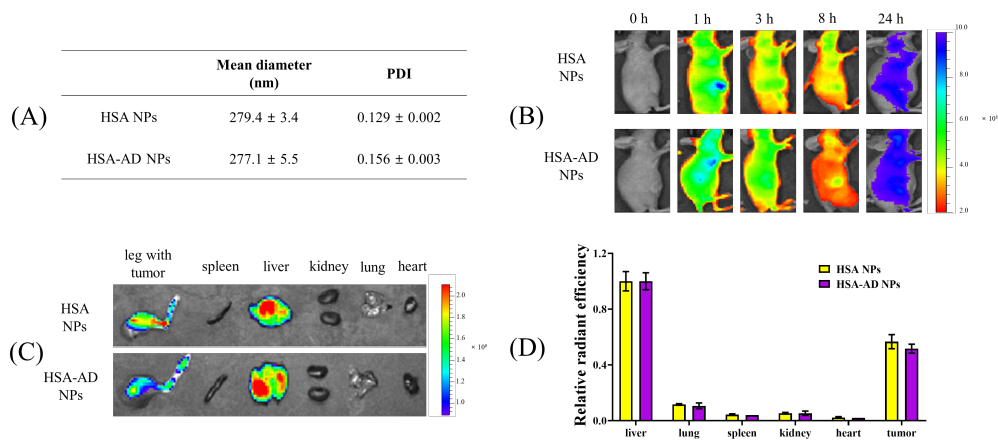 (A)
Mean diameter (nm) PDI
HSA NPs 279.4 ± 3.4 0.129 ± 0.002
HSA-AD NPs 277.1 ± 5.5 0.156 ± 0.003
(B)
0 h 1 h 3 h 8 h 24 h
HSA NPs
HSA-AD NPs
10.0
8.0
6.0
4.0
2.0
(C)
leg with tumor spleen liver kidney lung heart
HSA NPs
HSA-AD NPs
2.0
1.8
1.6
1.4
1.2
1.0
(D)
Relative radiant efficiency
1.2
0.8
0.4
0.0
HSA NPs
HSA-AD NPs
liver lung spleen kidney heart tumor